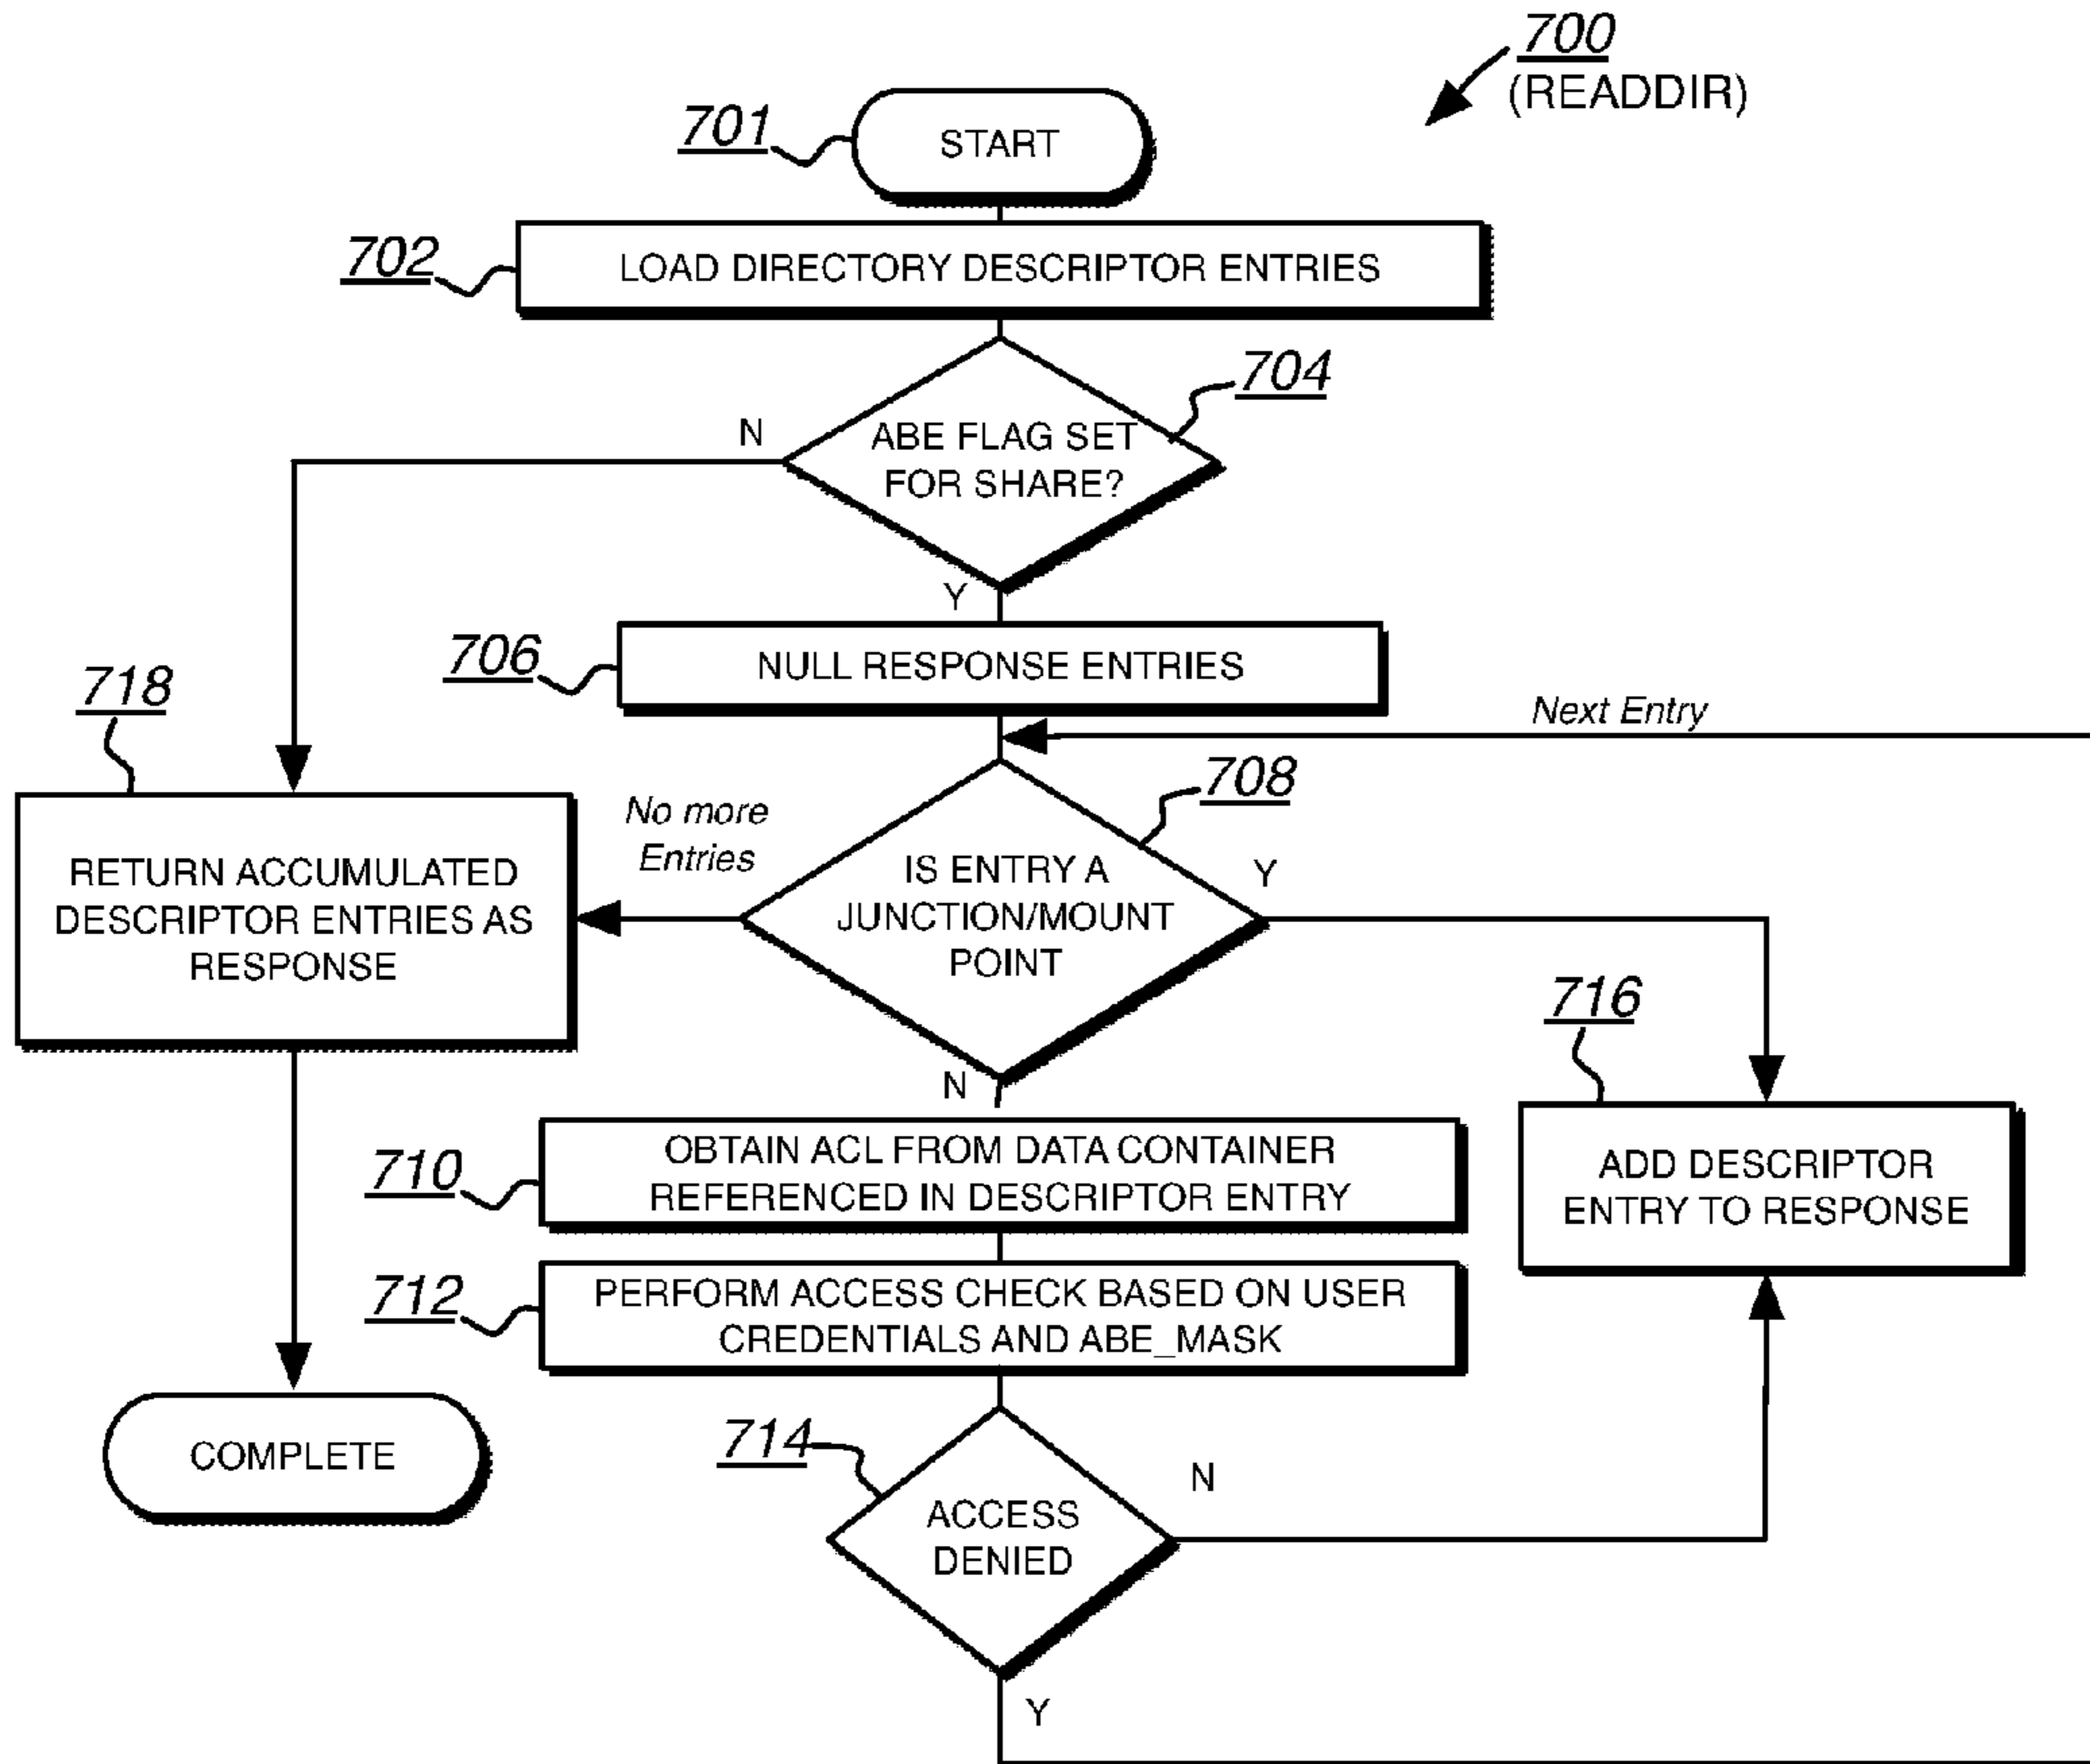 700
(READDIR)
701
START
702
LOAD DIRECTORY DESCRIPTOR ENTRIES
704
N
ABE FLAG SET
FOR SHARE?
Y
706
NULL RESPONSE ENTRIES
718
Next Entry
708
No more
Entries
RETURN ACCUMULATED
DESCRIPTOR ENTRIES AS
RESPONSE
IS ENTRY A
JUNCTION/MOUNT
POINT
Y
N
716
710
OBTAIN ACL FROM DATA CONTAINER
REFERENCED IN DESCRIPTOR ENTRY
ADD DESCRIPTOR
ENTRY TO RESPONSE
712
PERFORM ACCESS CHECK BASED ON USER
CREDENTIALS AND ABE_MASK
COMPLETE
714
N
ACCESS
DENIED
Y